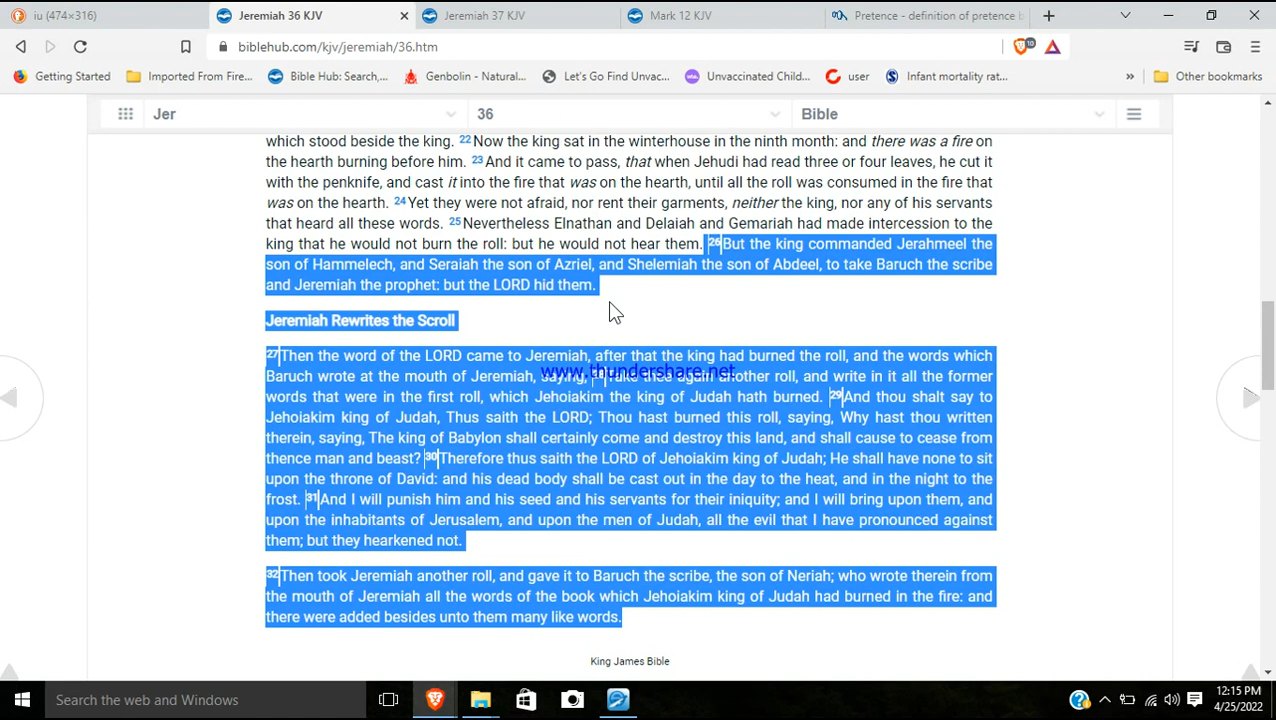 iu (474×316)
Jeremiah 36 KJV
Jeremiah 37 KJV
Mark 12 KJV
Pretence - definition of pretence b
biblehub.com/kjv/jeremiah/36.htm
10
Getting Started
Imported From Fire...
Bible Hub: Search,...
Genbolin - Natural...
Let's Go Find Unvac...
Unvaccinated Child...
user
Infant mortality rat...
Other bookmarks
Jer
36
Bible
which stood beside the king. 22Now the king sat in the winterhouse in the ninth month: and there was a fire on
the hearth burning before him. 23And it came to pass, that when Jehudi had read three or four leaves, he cut it
with the penknife, and cast it into the fire that was on the hearth, until all the roll was consumed in the fire that
was on the hearth. 24Yet they were not afraid, nor rent their garments, neither the king, nor any of his servants
that heard all these words. 25Nevertheless Elnathan and Delaiah and Gemariah had made intercession to the
king that he would not burn the roll: but he would not hear them. 26But the king commanded Jerahmeel the
son of Hammelech, and Seraiah the son of Azriel, and Shelemiah the son of Abdeel, to take Baruch the scribe
and Jeremiah the prophet: but the LORD hid them.
Jeremiah Rewrites the Scroll
27Then the word of the LORD came to Jeremiah, after that the king had burned the roll, and the words which
www.thundershare.net
Baruch wrote at the mouth of Jeremiah, saying, 28Take thee again another roll, and write in it all the former
words that were in the first roll, which Jehoiakim the king of Judah hath burned. 29And thou shalt say to
Jehoiakim king of Judah, Thus saith the LORD; Thou hast burned this roll, saying, Why hast thou written
therein, saying, The king of Babylon shall certainly come and destroy this land, and shall cause to cease from
thence man and beast? 30Therefore thus saith the LORD of Jehoiakim king of Judah; He shall have none to sit
upon the throne of David: and his dead body shall be cast out in the day to the heat, and in the night to the
frost. 31And I will punish him and his seed and his servants for their iniquity; and I will bring upon them, and
upon the inhabitants of Jerusalem, and upon the men of Judah, all the evil that I have pronounced against
them; but they hearkened not.
32Then took Jeremiah another roll, and gave it to Baruch the scribe, the son of Neriah; who wrote therein from
the mouth of Jeremiah all the words of the book which Jehoiakim king of Judah had burned in the fire: and
there were added besides unto them many like words.
King James Bible
Search the web and Windows
12:15 PM
4/25/2022